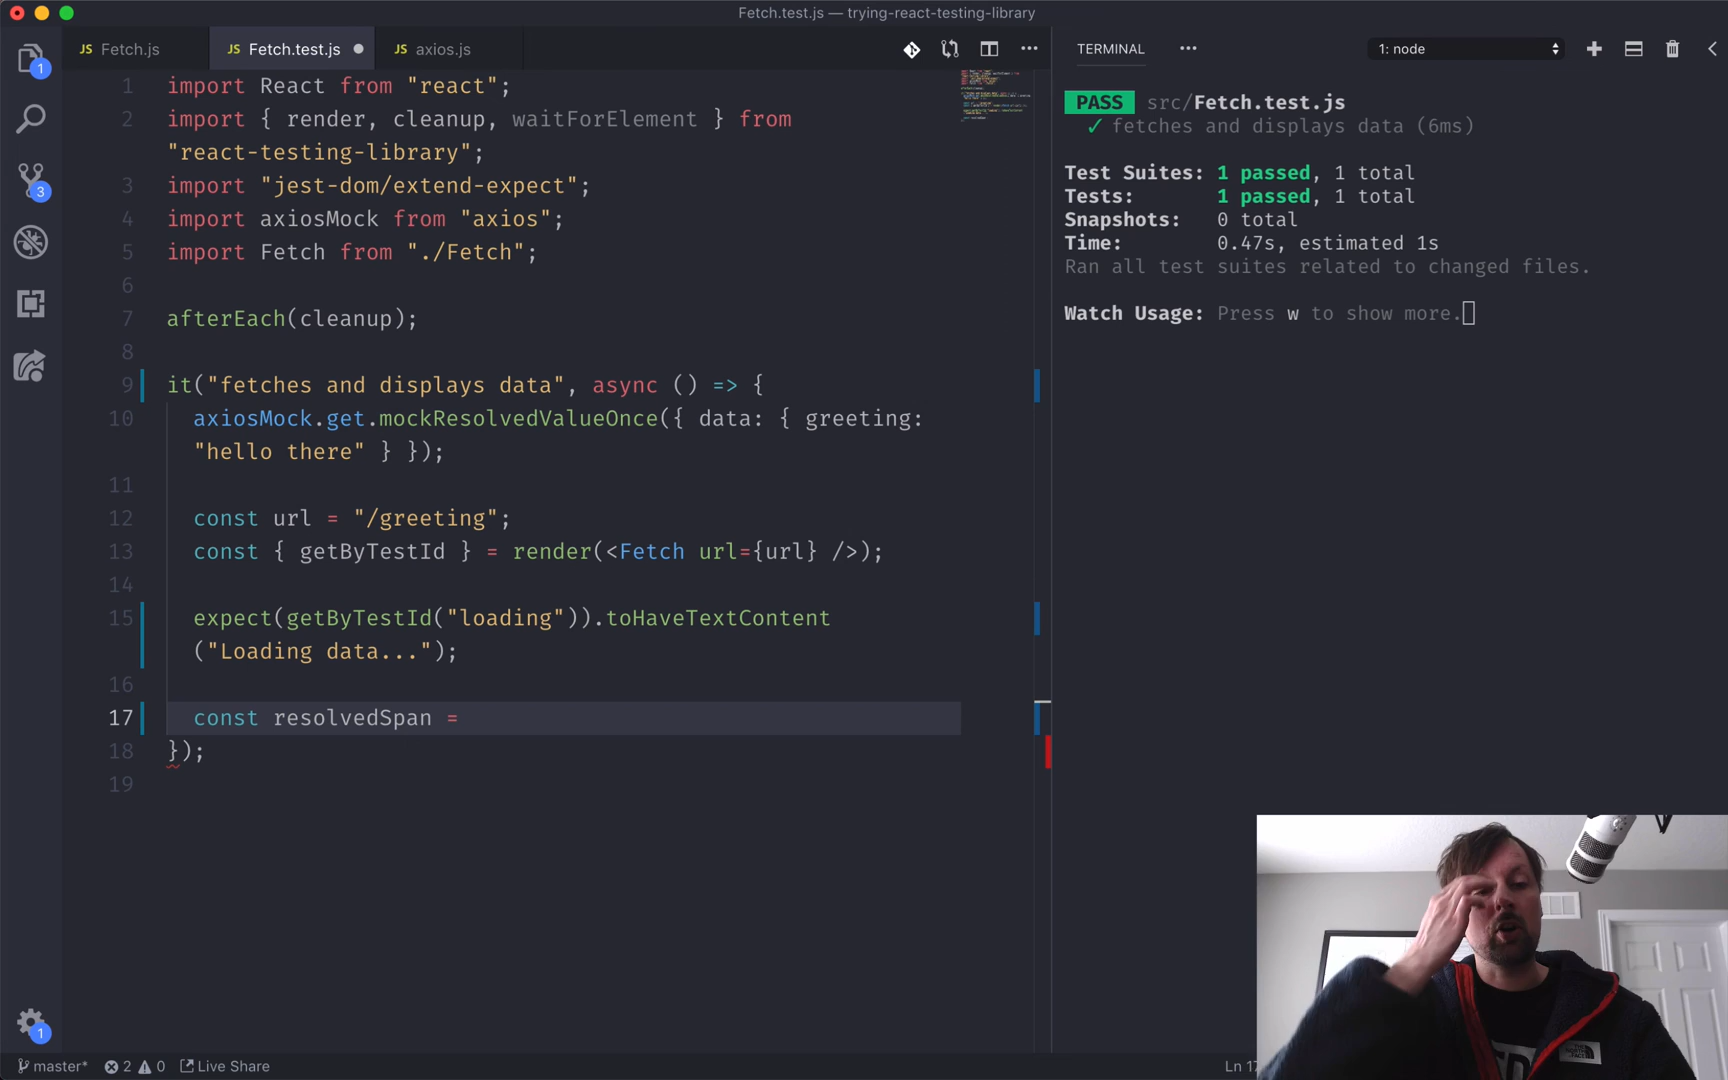 Fetch.test.js — trying-react-testing-library
JS Fetch.js
JS Fetch.test.js
JS axios.js
TERMINAL
1: node
1 import React from "react";
2 import { render, cleanup, waitForElement } from
"react-testing-library";
3 import "jest-dom/extend-expect";
4 import axiosMock from "axios";
5 import Fetch from "./Fetch";
6
7 afterEach(cleanup);
8
9 it("fetches and displays data", async () => {
10 axiosMock.get.mockResolvedValueOnce({ data: { greeting:
"hello there" } });
11
12 const url = "/greeting";
13 const { getByTestId } = render(<Fetch url={url} />);
14
15 expect(getByTestId("loading")).toHaveTextContent
("Loading data...");
16
17 const resolvedSpan =
18 });
19
PASS src/Fetch.test.js
✓ fetches and displays data (6ms)
Test Suites: 1 passed, 1 total
Tests: 1 passed, 1 total
Snapshots: 0 total
Time: 0.47s, estimated 1s
Ran all test suites related to changed files.
Watch Usage: Press w to show more.
1
3
1
master* 2 0 Live Share
THE NORTH FACE